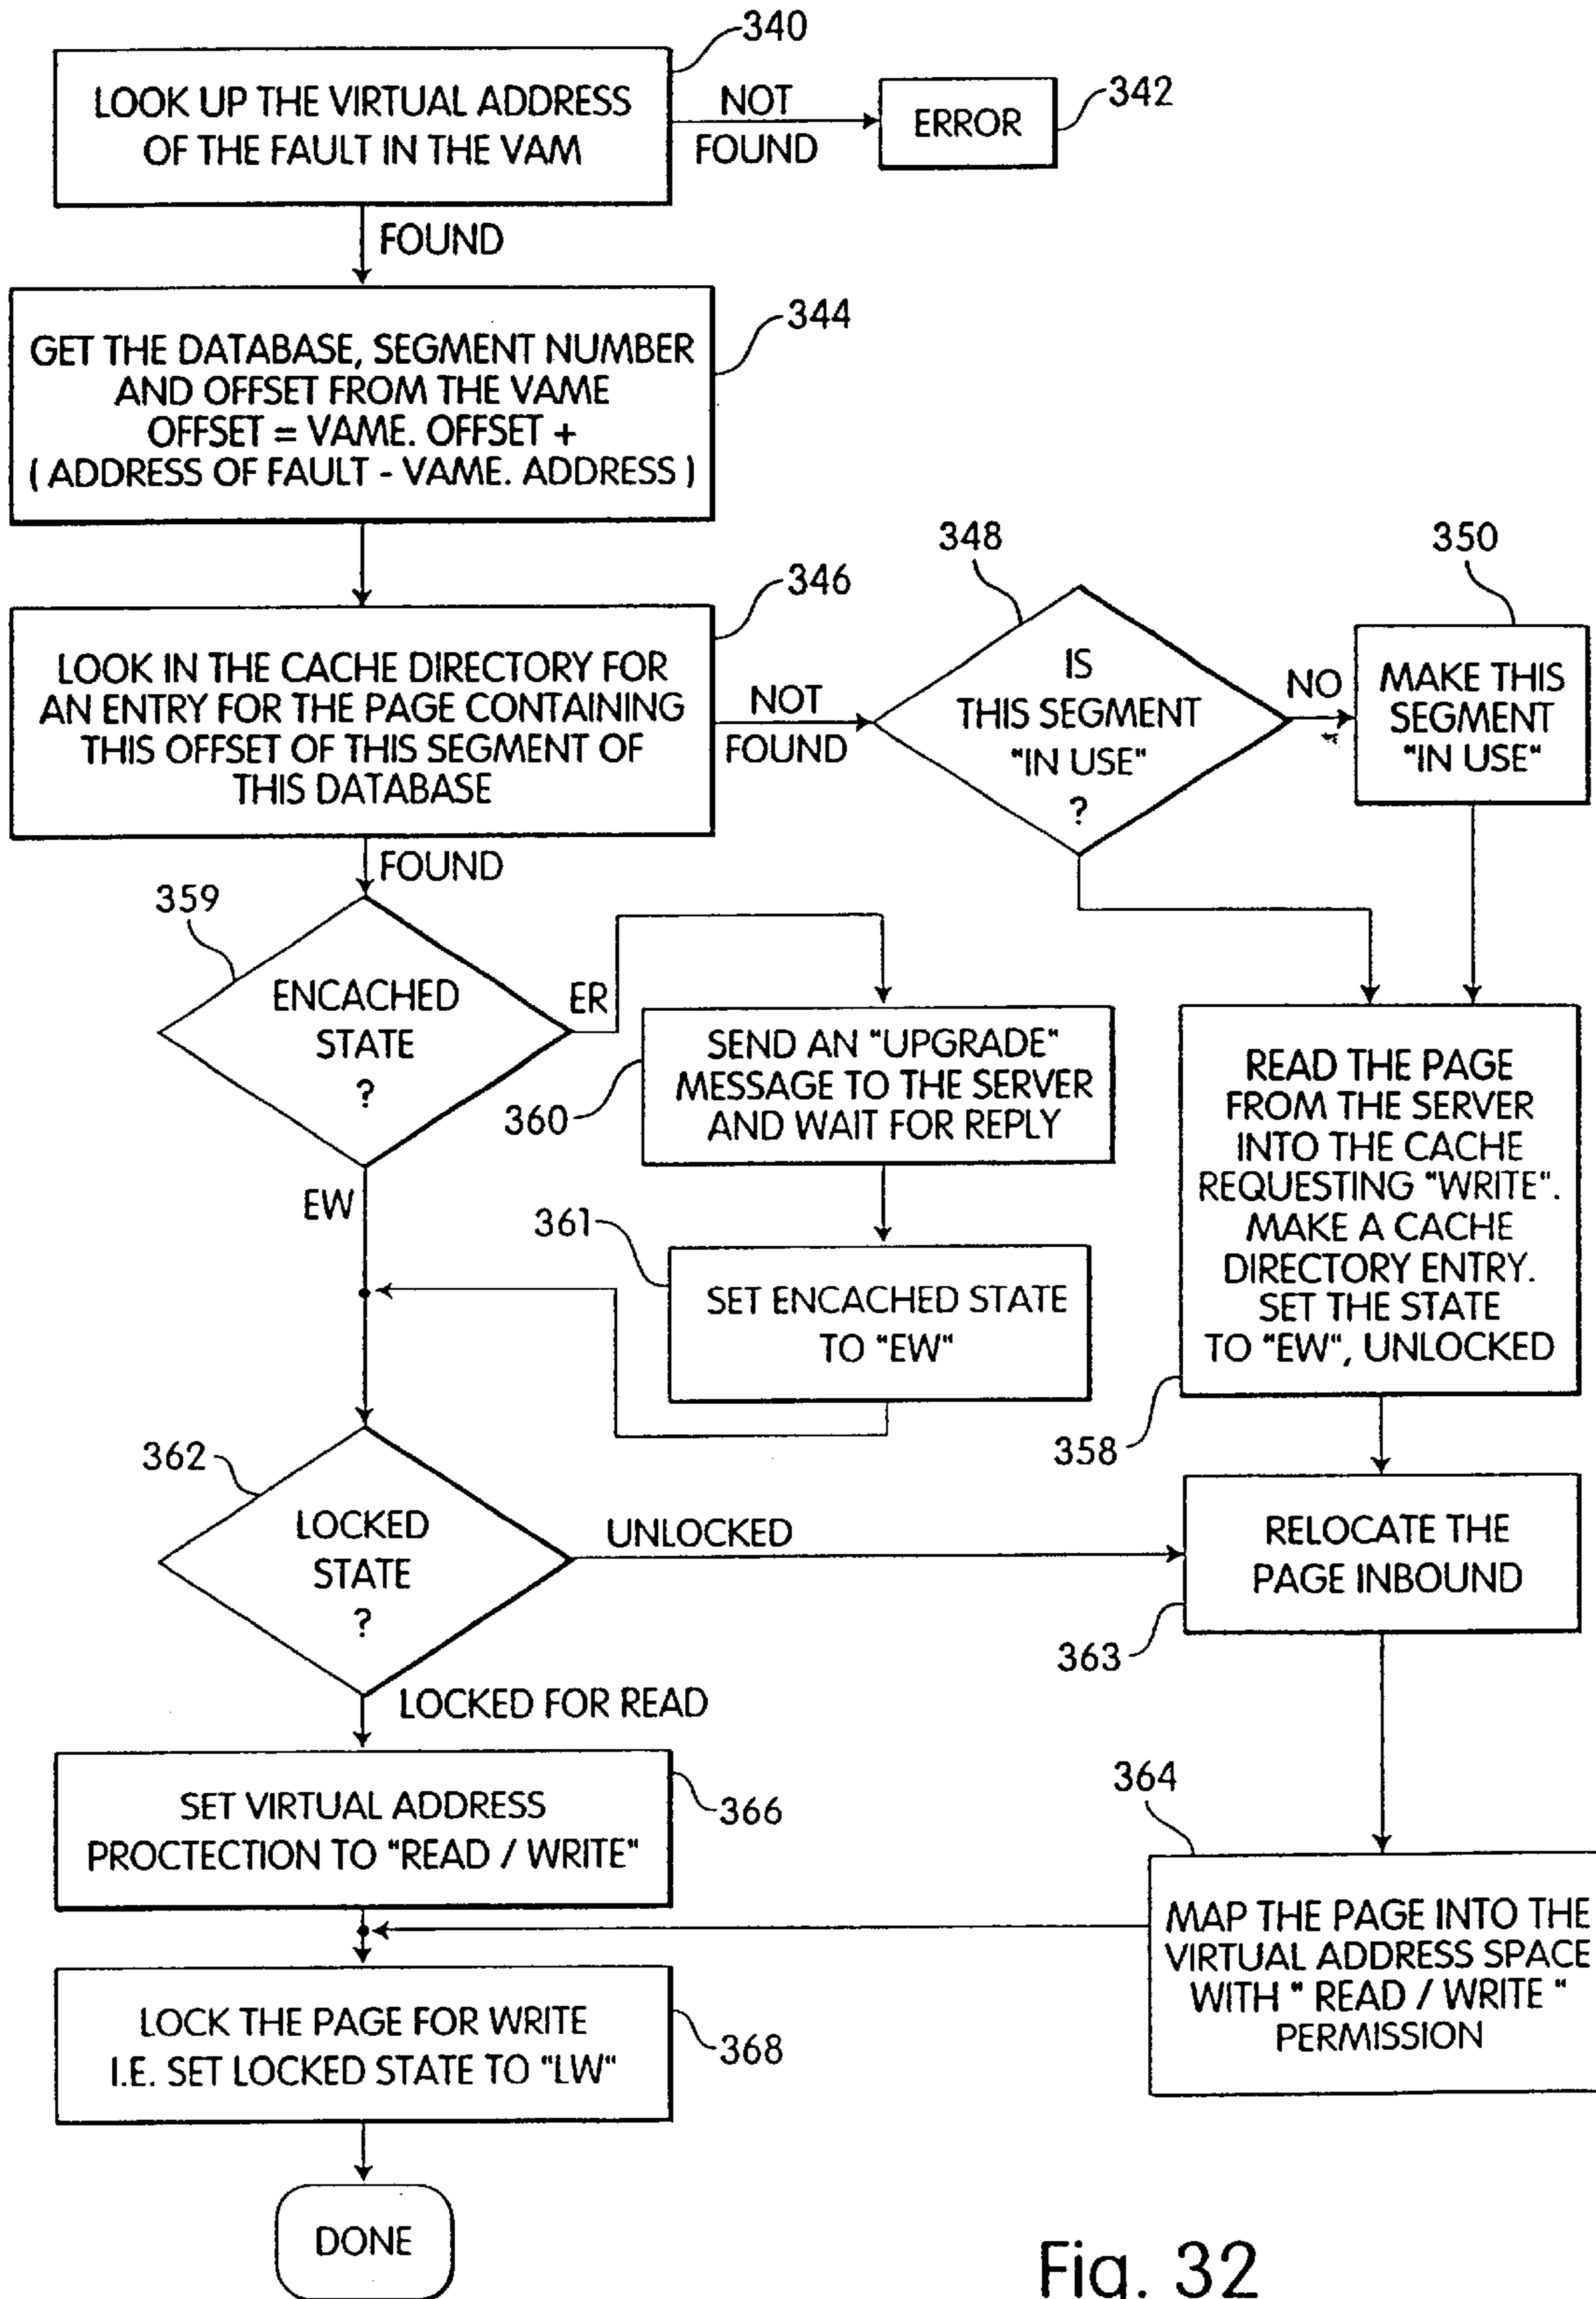 340
LOOK UP THE VIRTUAL ADDRESS
OF THE FAULT IN THE VAM
NOT
FOUND
ERROR
342
FOUND
344
GET THE DATABASE, SEGMENT NUMBER
AND OFFSET FROM THE VAME
OFFSET = VAME. OFFSET +
( ADDRESS OF FAULT - VAME. ADDRESS )
346
LOOK IN THE CACHE DIRECTORY FOR
AN ENTRY FOR THE PAGE CONTAINING
THIS OFFSET OF THIS SEGMENT OF
THIS DATABASE
NOT
FOUND
348
IS
THIS SEGMENT
"IN USE"
?
NO
350
MAKE THIS
SEGMENT
"IN USE"
FOUND
359
ENCACHED
STATE
?
ER
SEND AN "UPGRADE"
MESSAGE TO THE SERVER
AND WAIT FOR REPLY
360
EW
361
SET ENCACHED STATE
TO "EW"
READ THE PAGE
FROM THE SERVER
INTO THE CACHE
REQUESTING "WRITE".
MAKE A CACHE
DIRECTORY ENTRY.
SET THE STATE
TO "EW", UNLOCKED
358
362
LOCKED
STATE
?
UNLOCKED
RELOCATE THE
PAGE INBOUND
363
LOCKED FOR READ
SET VIRTUAL ADDRESS
PROCTECTION TO "READ / WRITE"
366
364
MAP THE PAGE INTO THE
VIRTUAL ADDRESS SPACE
WITH " READ / WRITE "
PERMISSION
LOCK THE PAGE FOR WRITE
I.E. SET LOCKED STATE TO "LW"
368
DONE
Fig. 32